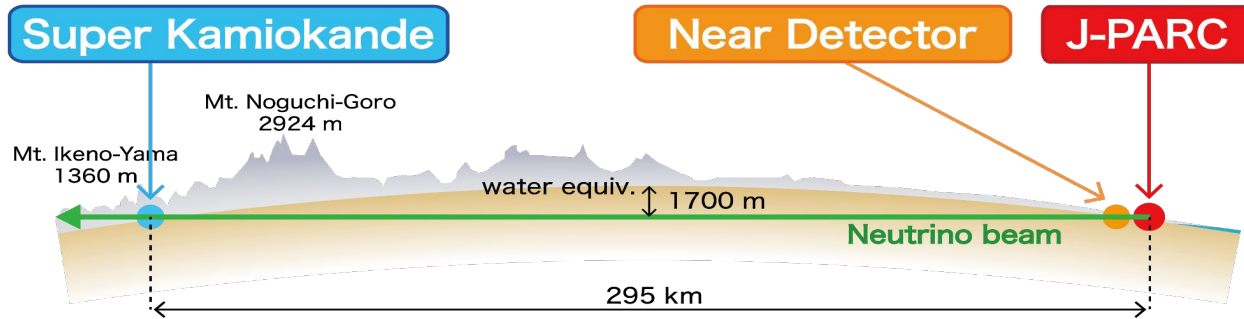 Super Kamiokande
Near Detector
J-PARC
Mt. Noguchi-Goro
2924 m
Mt. Ikeno-Yama
1360 m
water equiv.
1700 m
Neutrino beam
295 km